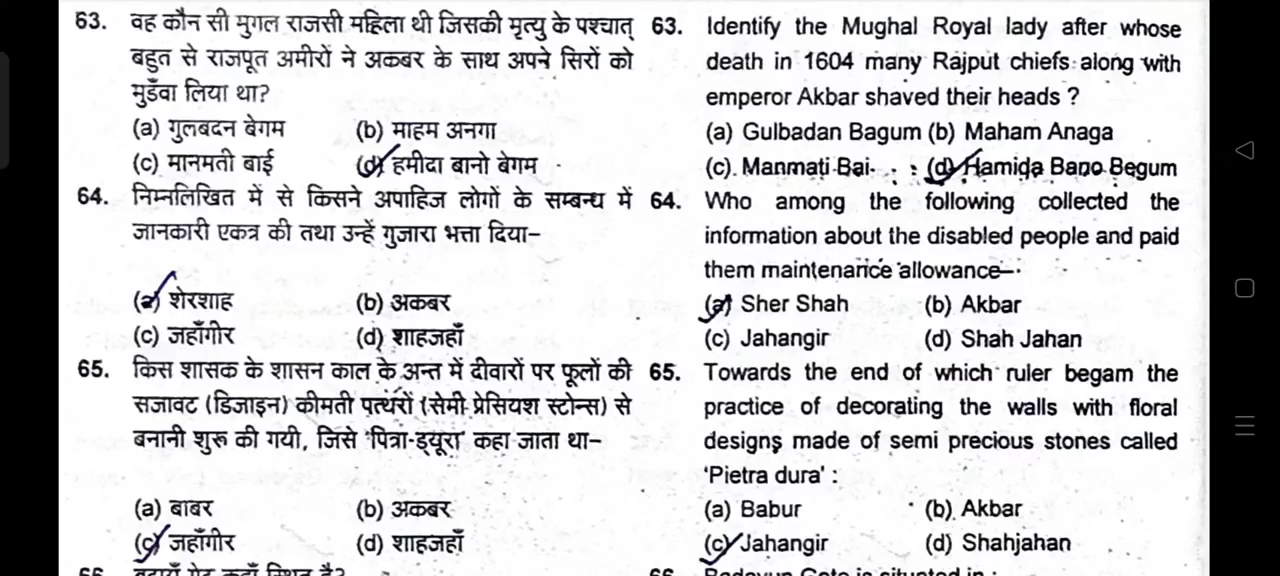 63. वह कौन सी मुगल राजसी महिला थी जिसकी मृत्यु के पश्चात्
बहुत से राजपूत अमीरों ने अकबर के साथ अपने सिरों को
मुडँवा लिया था?
(a) गुलबदन बेगम (b) माहम अनगा
(c) मानमती बाई (d) हमीदा बानो बेगम
64. निम्नलिखित में से किसने अपाहिज लोगों के सम्बन्ध में
जानकारी एकत्र की तथा उन्हें गुजारा भत्ता दिया–
(a) शेरशाह (b) अकबर
(c) जहाँगीर (d) शाहजहाँ
65. किस शासक के शासन काल के अन्त में दीवारों पर फूलों की
सजावट (डिजाइन) कीमती पत्थरों (सेमी प्रेसियश स्टोन्स) से
बनानी शुरू की गयी, जिसे 'पित्रा-ड्यूरा' कहा जाता था–
(a) बाबर (b) अकबर
(c) जहाँगीर (d) शाहजहाँ
63. Identify the Mughal Royal lady after whose
death in 1604 many Rajput chiefs along with
emperor Akbar shaved their heads ?
(a) Gulbadan Bagum (b) Maham Anaga
(c). Manmati Bai (d) Hamida Bano Begum
64. Who among the following collected the
information about the disabled people and paid
them maintenance allowance–
(a) Sher Shah (b) Akbar
(c) Jahangir (d) Shah Jahan
65. Towards the end of which ruler begam the
practice of decorating the walls with floral
designs made of semi precious stones called
'Pietra dura' :
(a) Babur (b) Akbar
(c) Jahangir (d) Shahjahan
66. Badayun Gate is situated in :